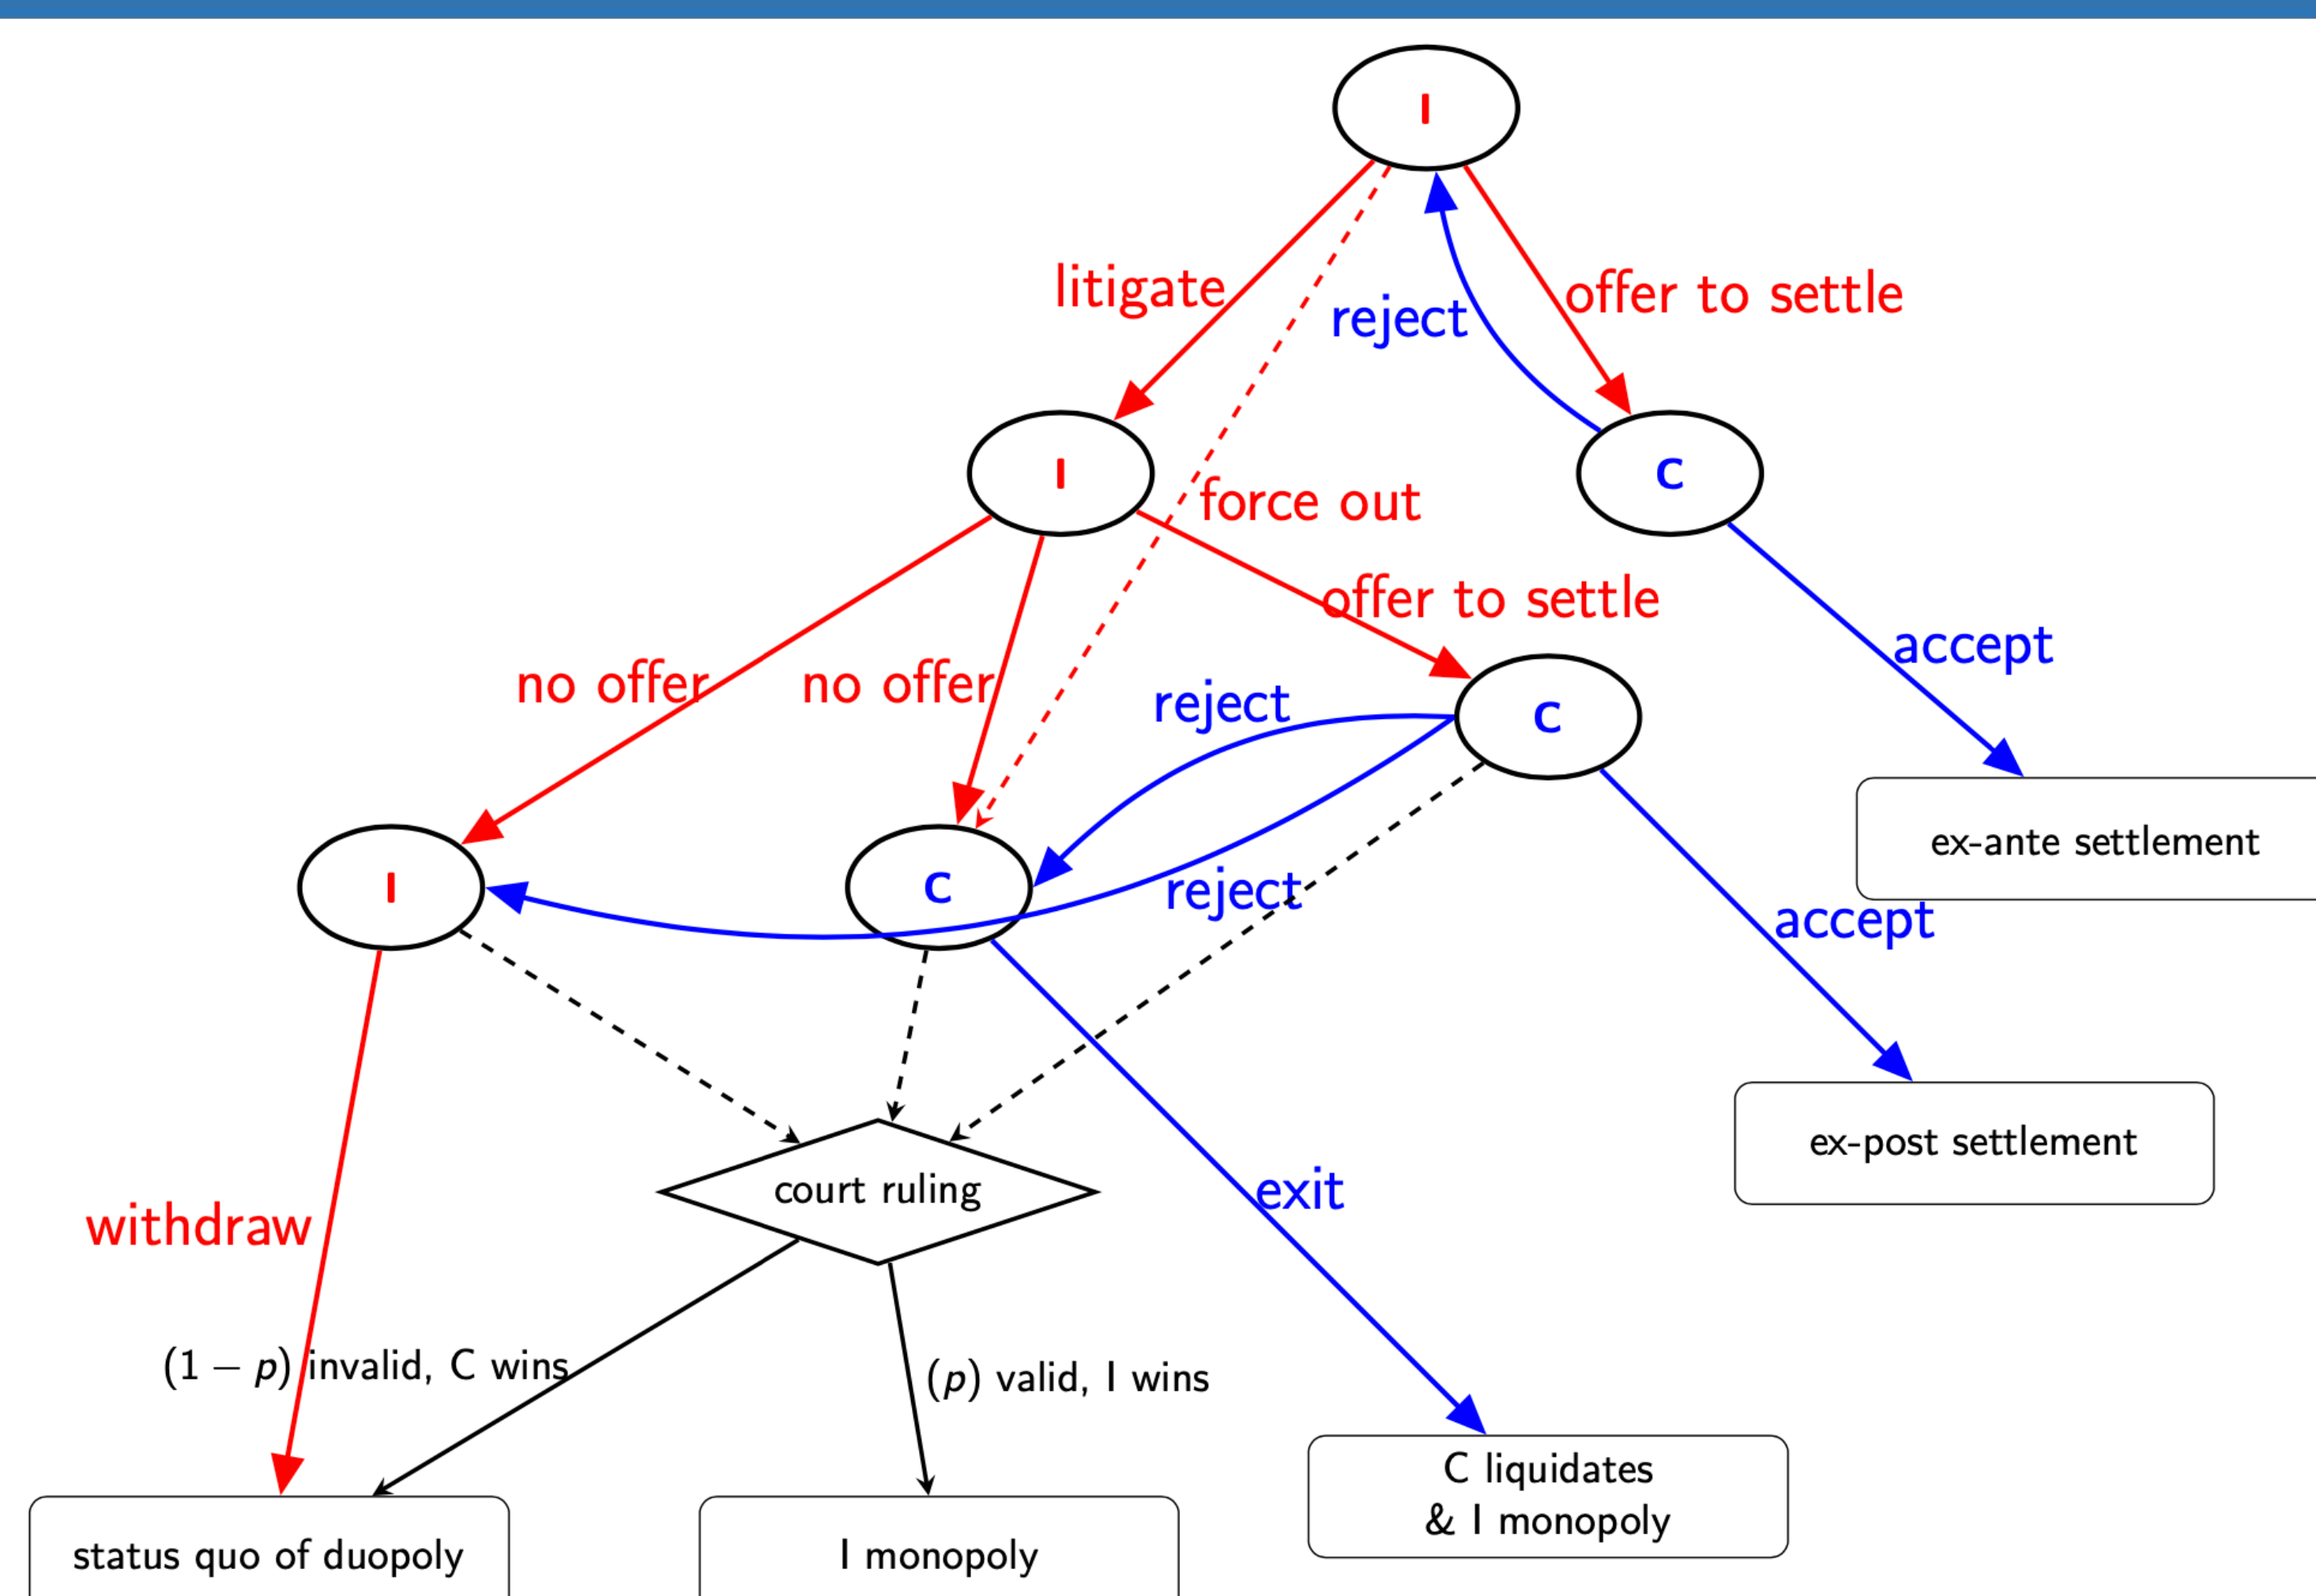 I
litigate
offer to settle
reject
I
C
force out
offer to settle
accept
no offer
no offer
reject
C
ex-ante settlement
I
C
reject
accept
ex-post settlement
court ruling
exit
withdraw
(1 − p) invalid, C wins
(p) valid, I wins
C liquidates
& I monopoly
status quo of duopoly
I monopoly